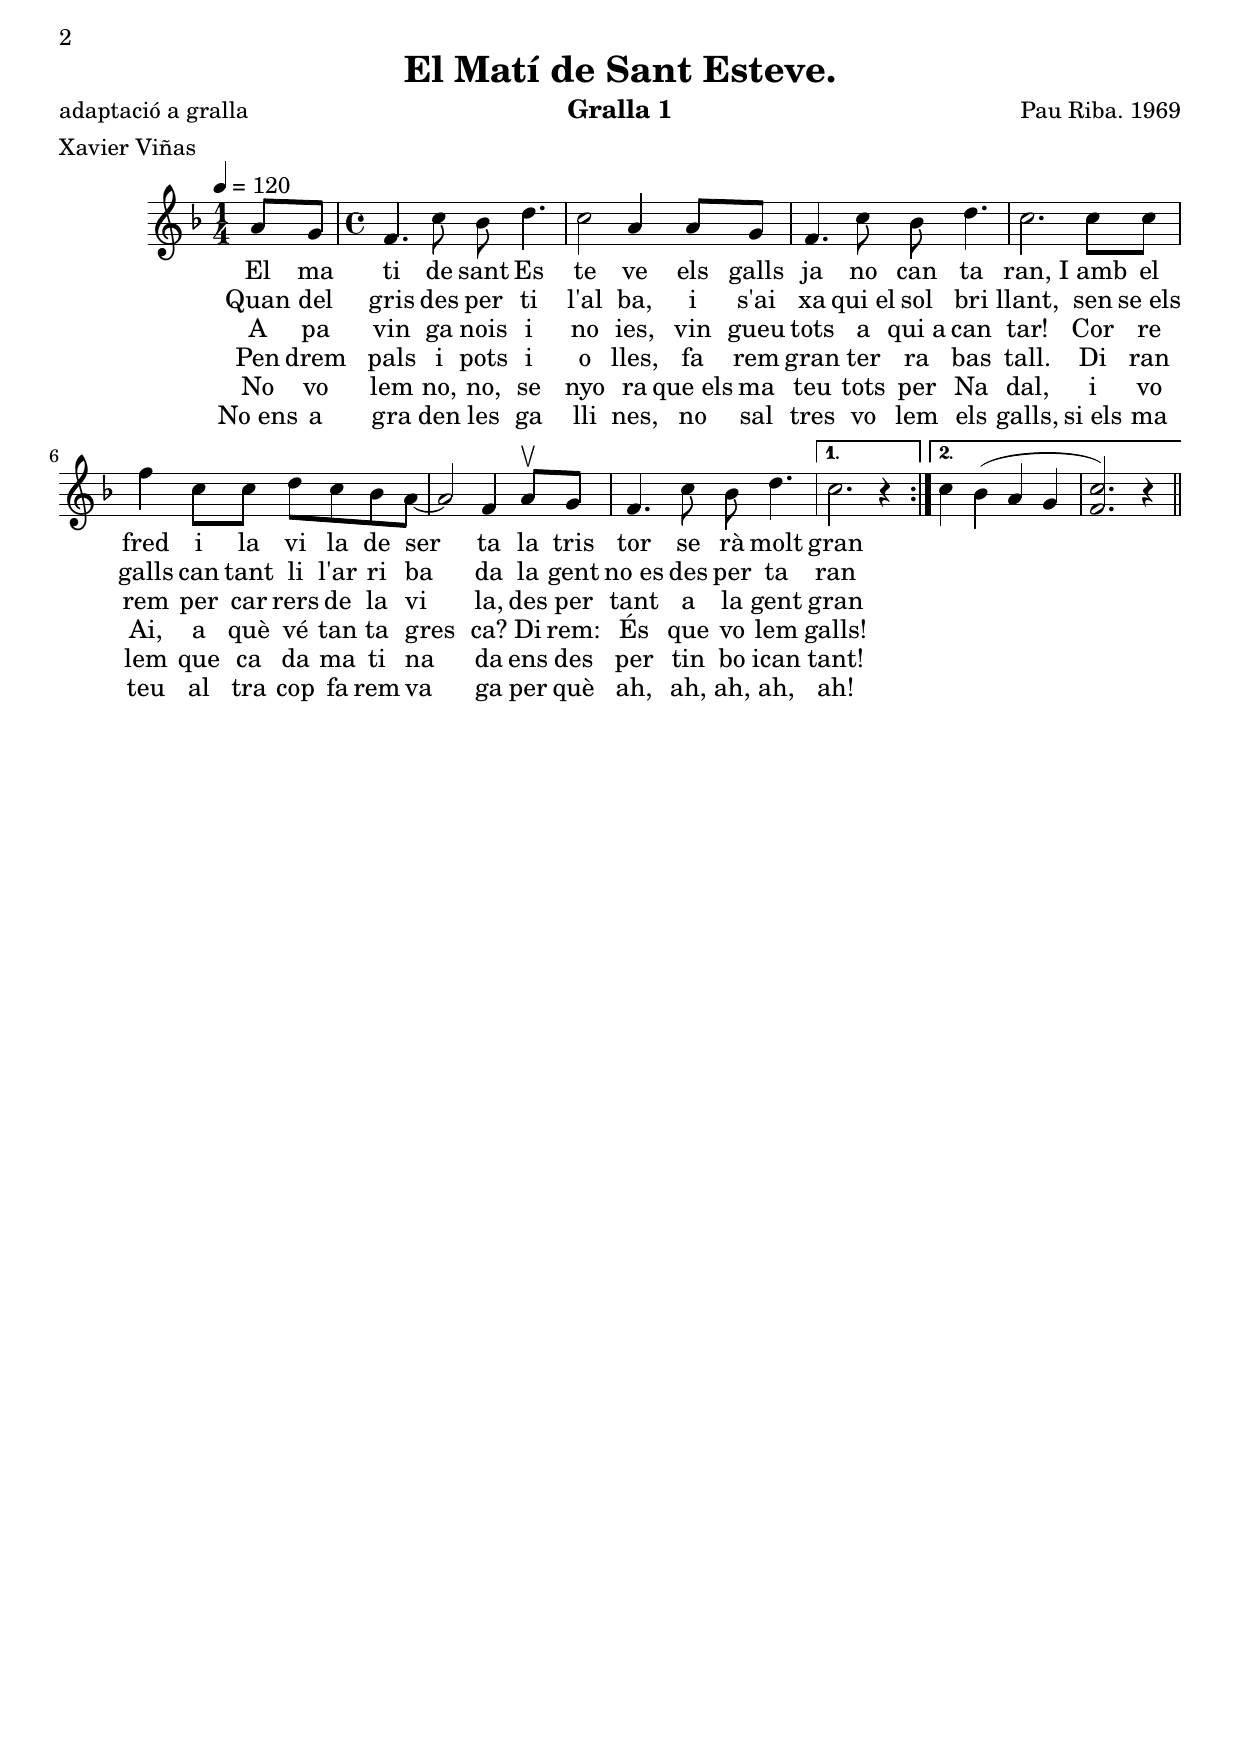 2
El Matí de Sant Esteve.
adaptació a gralla Gralla 1 Pau Riba. 1969
Xavier Viñas
= 120
1 4
El ma ti de sant Es te ve els galls ja no can ta ran, I amb el
Quan del gris des per ti l'al ba, i s'ai xa qui el sol bri llant, sen se els
A pa vin ga nois i no ies, vin gueu tots a qui a can tar! Cor re
Pen drem pals i pots i o lles, fa rem gran ter ra bas tall. Di ran
No vo lem no, no, se nyo ra que els ma teu tots per Na dal, i vo
No ens a gra den les ga lli nes, no sal tres vo lem els galls, si els ma
6 1. 2.
fred i la vi la de ser ta la tris tor se rà molt gran
galls can tant li l'ar ri ba da la gent no es des per ta ran
rem per car rers de la vi la, des per tant a la gent gran
Ai, a què vé tan ta gres ca? Di rem: És que vo lem galls!
lem que ca da ma ti na da ens des per tin bo ican tant!
teu al tra cop fa rem va ga per què ah, ah, ah, ah, ah!